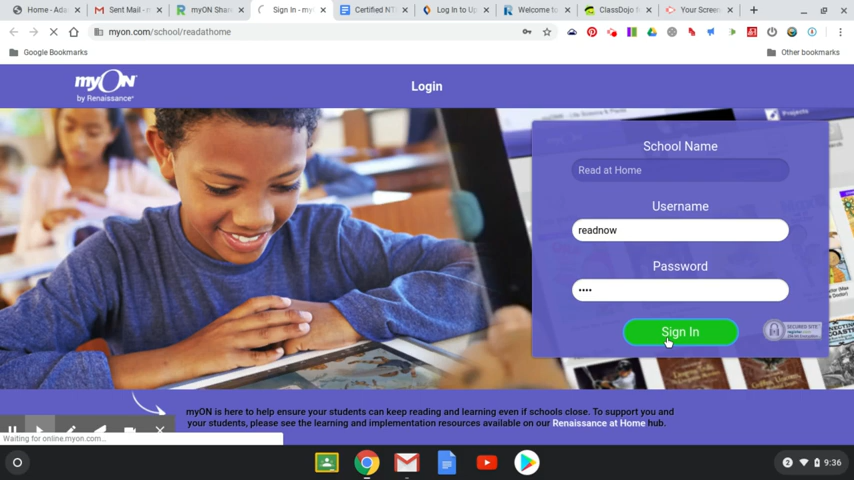 Home - Ada
Sent Mail - m
myON Shar
Sign In - my
Certified NT
Log In to Up
Welcome to
ClassDojo f
Your Screen
myon.com/school/readathome
Google Bookmarks
Other bookmarks
myON
by Renaissance
Login
School Name
Read at Home
Username
readnow
Password
••••
Sign In
SECURED SITE
Projects
myON is here to help ensure your students can keep reading and learning even if schools close. To support you and
your students, please see the learning and implementation resources available on our Renaissance at Home hub.
Waiting for online.myon.com...
2
9:36